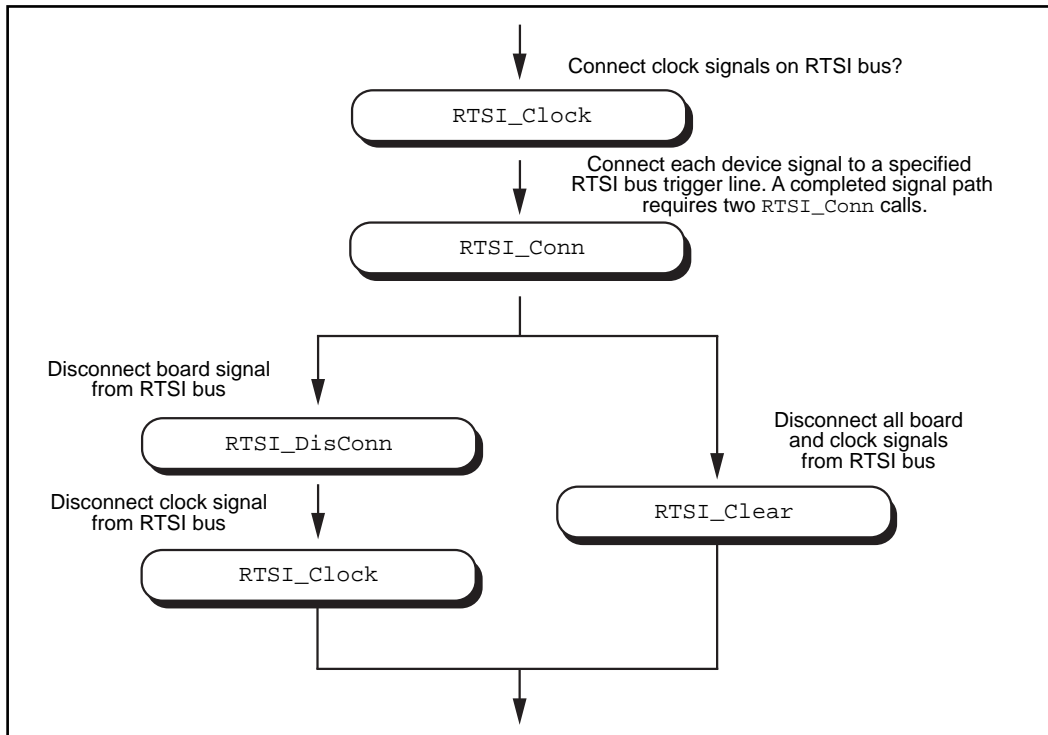 Connect clock signals on RTSI bus?
RTSI_Clock
Connect each device signal to a specified
RTSI bus trigger line. A completed signal path
requires two RTSI_Conn calls.
RTSI_Conn
Disconnect board signal
from RTSI bus
RTSI_DisConn
Disconnect clock signal
from RTSI bus
RTSI_Clock
Disconnect all board
and clock signals
from RTSI bus
RTSI_Clear